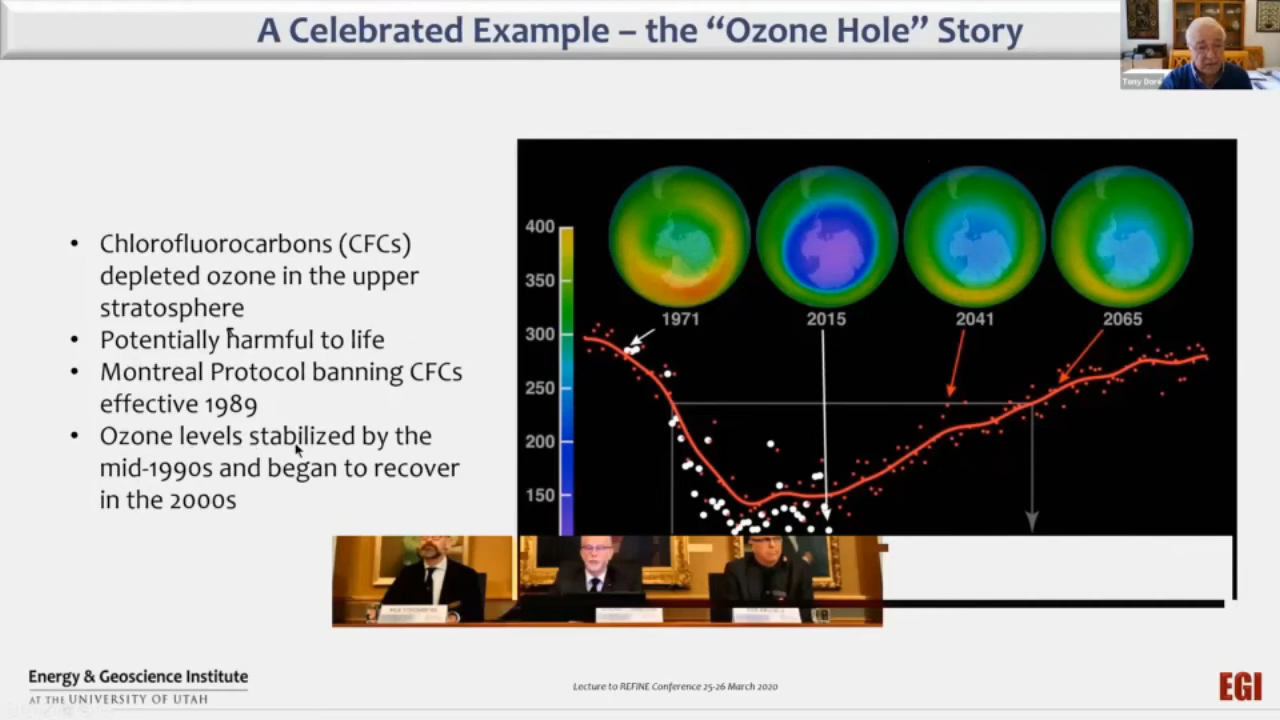 A Celebrated Example – the “Ozone Hole” Story
Tony Dore
• Chlorofluorocarbons (CFCs)
depleted ozone in the upper
stratosphere
• Potentially harmful to life
• Montreal Protocol banning CFCs
effective 1989
• Ozone levels stabilized by the
mid-1990s and began to recover
in the 2000s
400
350
300
250
200
150
1971
2015
2041
2065
Energy & Geoscience Institute
AT THE UNIVERSITY OF UTAH
Lecture to REFINE Conference 25-26 March 2020
EGI